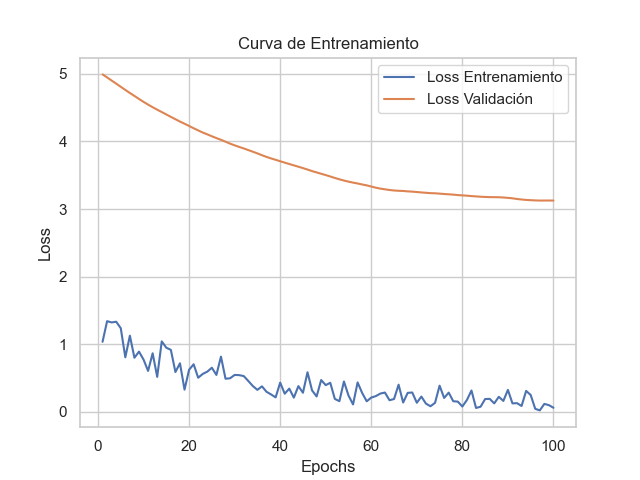 Curva de Entrenamiento
Loss Entrenamiento
Loss Validación
5
4
3
2
1
0
Loss
0 20 40 60 80 100
Epochs